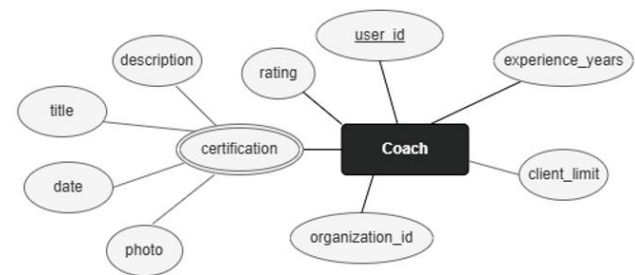 user_id
description
experience_years
rating
title
certification
Coach
client_limit
date
organization_id
photo